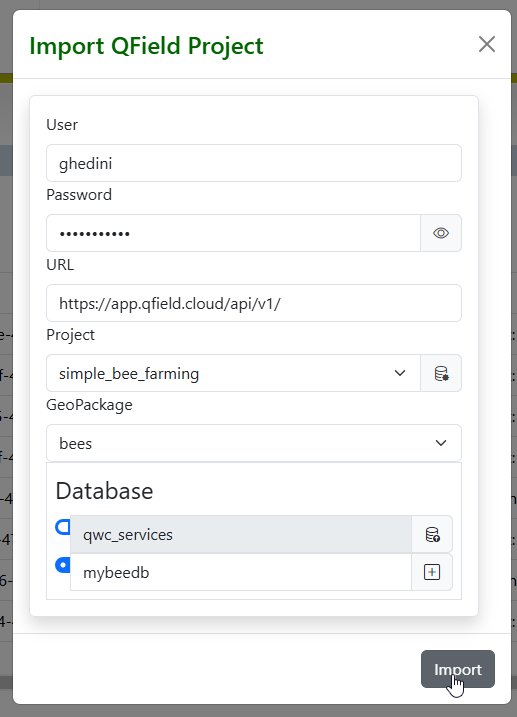 Import QField Project
User
ghedini
Password
•••••••••••
URL
https://app.qfield.cloud/api/v1/
Project
simple_bee_farming
GeoPackage
bees
Database
qwc_services
mybeedb
Import